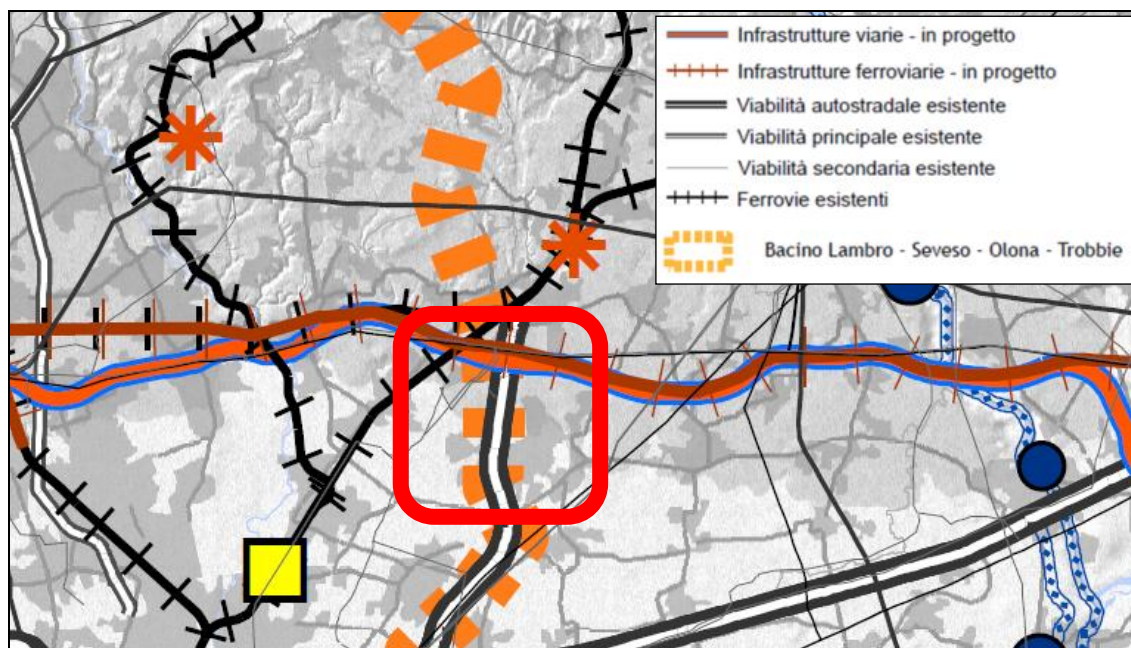 Infrastrutture viarie - in progetto
Infrastrutture ferroviarie - in progetto
Viabilità autostradale esistente
Viabilità principale esistente
Viabilità secondaria esistente
Ferrovie esistenti
Bacino Lambro - Seveso - Olona - Trobbie